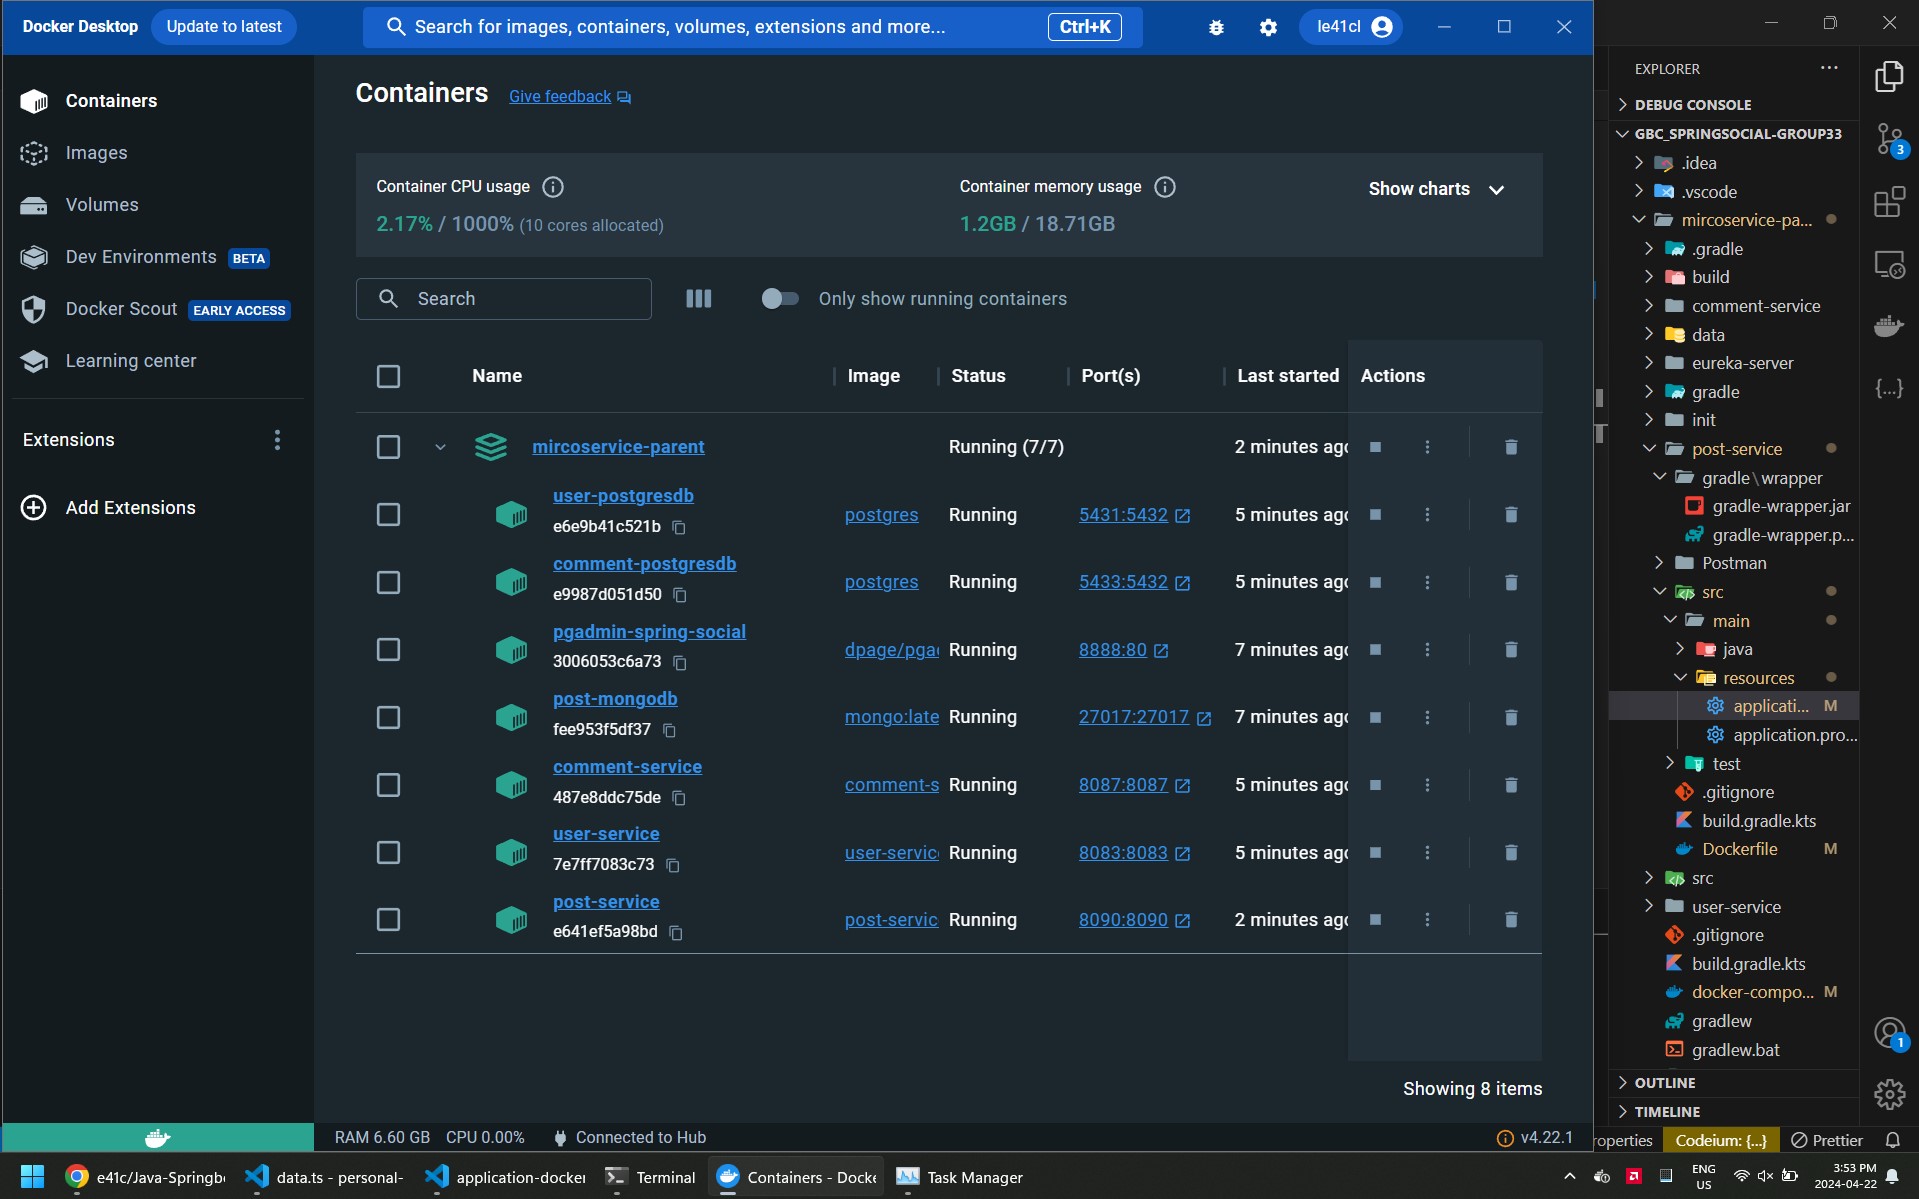 Docker Desktop
Update to latest
Search for images, containers, volumes, extensions and more...
Ctrl+K
le41cl
Containers
Images
Volumes
Dev Environments BETA
Docker Scout EARLY ACCESS
Learning center
Extensions
Add Extensions
Containers
Give feedback
Container CPU usage
2.17% / 1000% (10 cores allocated)
Container memory usage
1.2GB / 18.71GB
Show charts
Search
Only show running containers
Name Image Status Port(s) Last started Actions
mircoservice-parent Running (7/7) 2 minutes ago
user-postgresdb
e6e9b41c521b
postgres Running 5431:5432 5 minutes ago
comment-postgresdb
e9987d051d50
postgres Running 5433:5432 5 minutes ago
pgadmin-spring-social
3006053c6a73
dpage/pgad Running 8888:80 7 minutes ago
post-mongodb
fee953f5df37
mongo:late Running 27017:27017 7 minutes ago
comment-service
487e8ddc75de
comment-s Running 8087:8087 5 minutes ago
user-service
7e7ff7083c73
user-servic Running 8083:8083 5 minutes ago
post-service
e641ef5a98bd
post-servic Running 8090:8090 2 minutes ago
Showing 8 items
RAM 6.60 GB CPU 0.00% Connected to Hub
v4.22.1
EXPLORER
DEBUG CONSOLE
GBC_SPRINGSOCIAL-GROUP33
.idea
.vscode
mircoservice-pa...
.gradle
build
comment-service
data
eureka-server
gradle
init
post-service
gradle\wrapper
gradle-wrapper.jar
gradle-wrapper.p...
Postman
src
main
java
resources
applicati... M
application.pro...
test
.gitignore
build.gradle.kts
Dockerfile M
src
user-service
.gitignore
build.gradle.kts
docker-compo... M
gradlew
gradlew.bat
OUTLINE
TIMELINE
3
1
roperties
Codeium: {...}
Prettier
e41c/Java-Springbo
data.ts - personal-
application-docker
Terminal
Containers - Docke
Task Manager
ENG
US
3:53 PM
2024-04-22